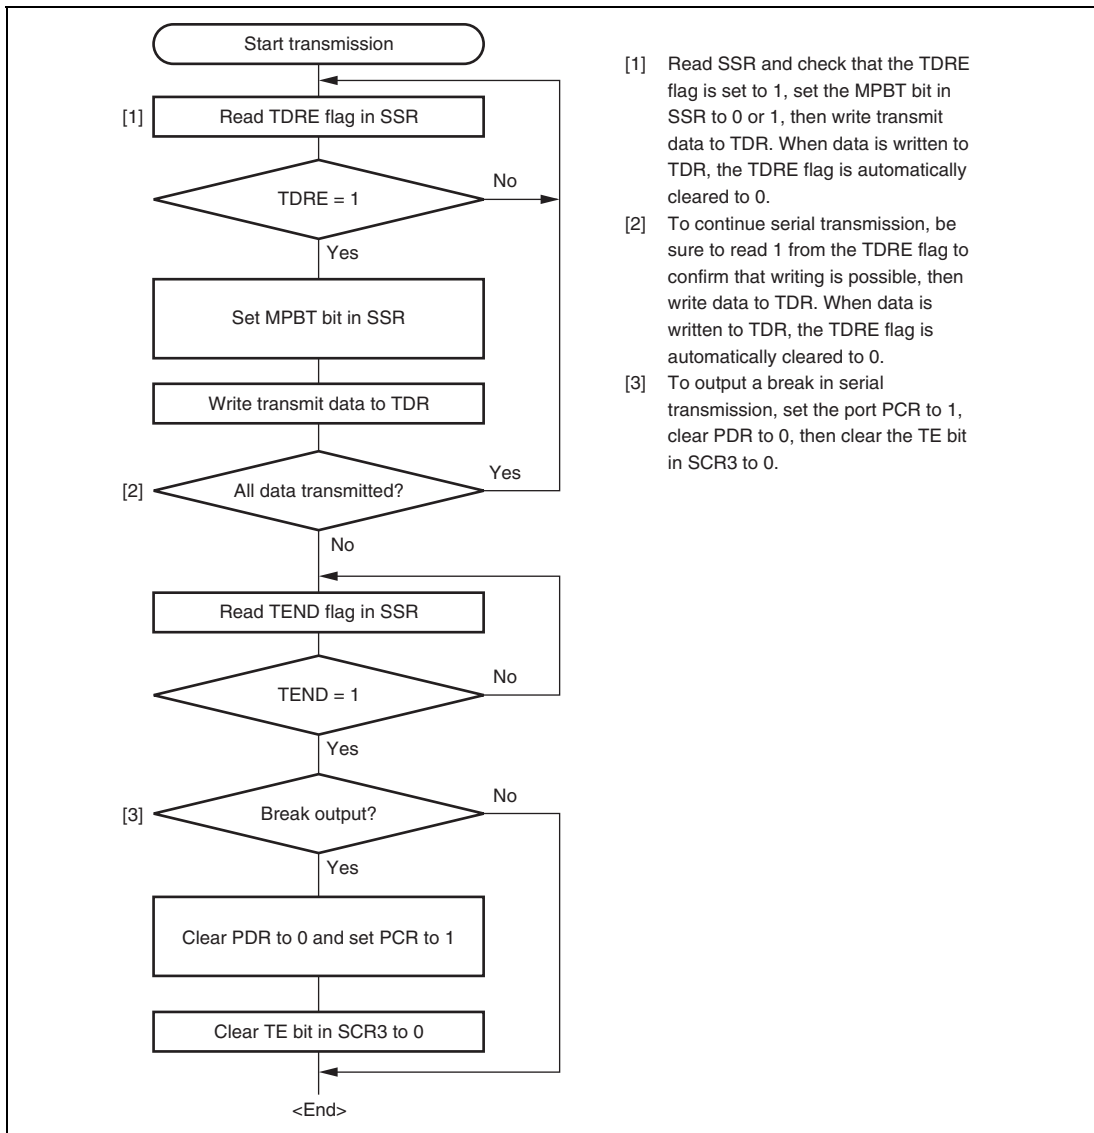 Start transmission
[1]
Read TDRE flag in SSR
TDRE = 1
No
Yes
Set MPBT bit in SSR
Write transmit data to TDR
[2]
All data transmitted?
Yes
No
Read TEND flag in SSR
TEND = 1
No
Yes
[3]
Break output?
No
Yes
Clear PDR to 0 and set PCR to 1
Clear TE bit in SCR3 to 0
<End>
[1] Read SSR and check that the TDRE
flag is set to 1, set the MPBT bit in
SSR to 0 or 1, then write transmit
data to TDR. When data is written to
TDR, the TDRE flag is automatically
cleared to 0.
[2] To continue serial transmission, be
sure to read 1 from the TDRE flag to
confirm that writing is possible, then
write data to TDR. When data is
written to TDR, the TDRE flag is
automatically cleared to 0.
[3] To output a break in serial
transmission, set the port PCR to 1,
clear PDR to 0, then clear the TE bit
in SCR3 to 0.